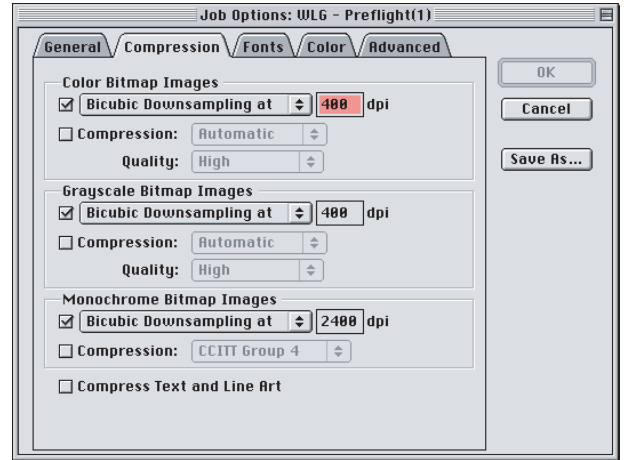 Job Options: WLG - Preflight(1)
General Compression Fonts Color Advanced
Color Bitmap Images
Bicubic Downsampling at 400 dpi
Compression: Automatic
Quality: High
Grayscale Bitmap Images
Bicubic Downsampling at 400 dpi
Compression: Automatic
Quality: High
Monochrome Bitmap Images
Bicubic Downsampling at 2400 dpi
Compression: CCITT Group 4
Compress Text and Line Art
OK
Cancel
Save As...